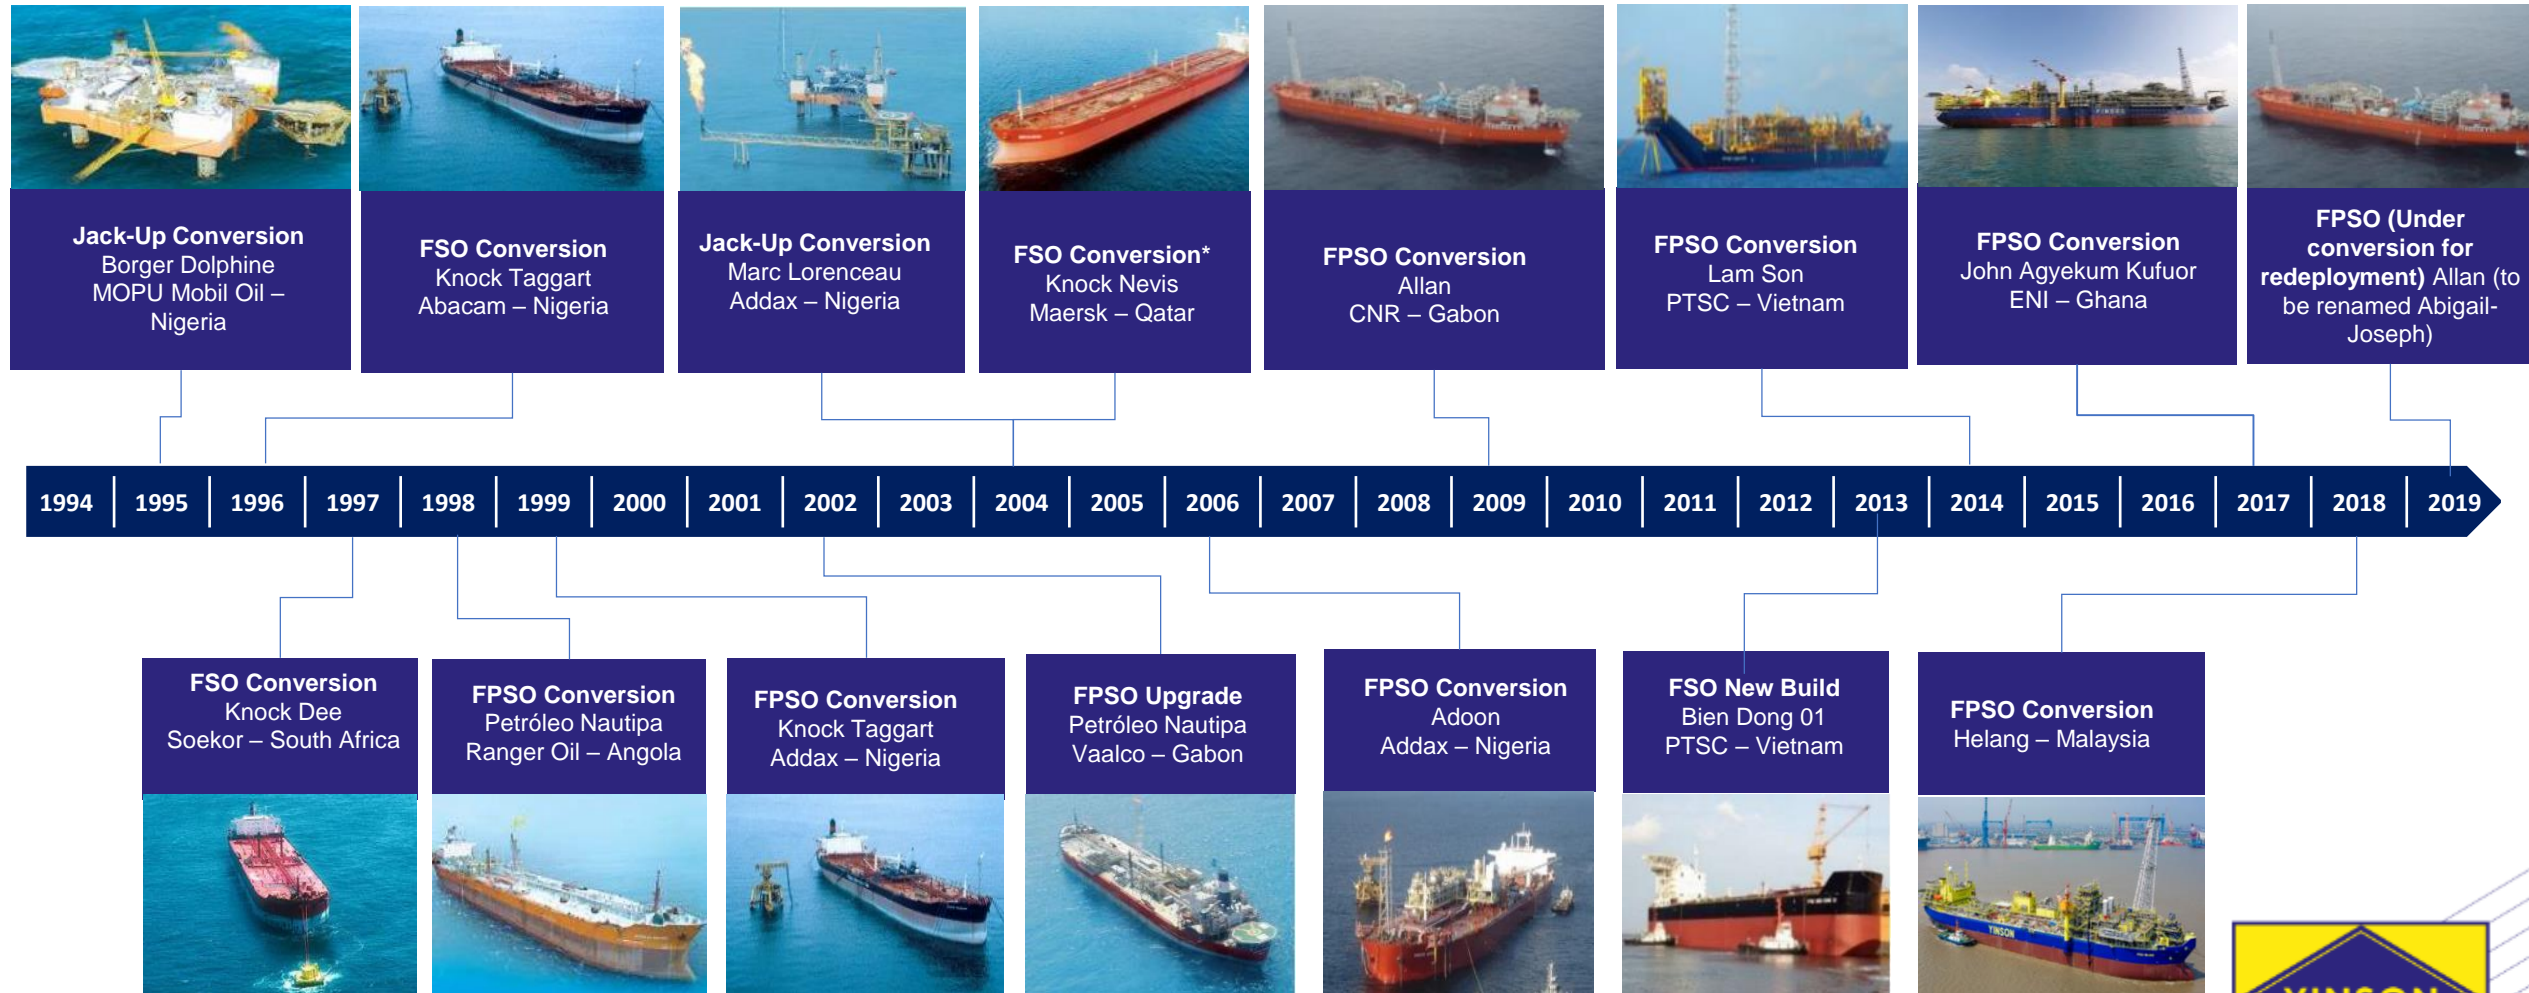 Jack-Up Conversion
Borger Dolphine
MOPU Mobil Oil –
Nigeria
FSO Conversion
Knock Taggart
Abacam – Nigeria
Jack-Up Conversion
Marc Lorenceau
Addax – Nigeria
FSO Conversion*
Knock Nevis
Maersk – Qatar
FPSO Conversion
Allan
CNR – Gabon
FPSO Conversion
Lam Son
PTSC – Vietnam
FPSO Conversion
John Agyekum Kufuor
ENI – Ghana
FPSO (Under
conversion for
redeployment) Allan (to
be renamed Abigail-
Joseph)
1994 1995 1996 1997 1998 1999 2000 2001 2002 2003 2004 2005 2006 2007 2008 2009 2010 2011 2012 2013 2014 2015 2016 2017 2018 2019
FSO Conversion
Knock Dee
Soekor – South Africa
FPSO Conversion
Petróleo Nautipa
Ranger Oil – Angola
FPSO Conversion
Knock Taggart
Addax – Nigeria
FPSO Upgrade
Petróleo Nautipa
Vaalco – Gabon
FPSO Conversion
Adoon
Addax – Nigeria
FSO New Build
Bien Dong 01
PTSC – Vietnam
FPSO Conversion
Helang – Malaysia
YINSON
YINSON
YINSON